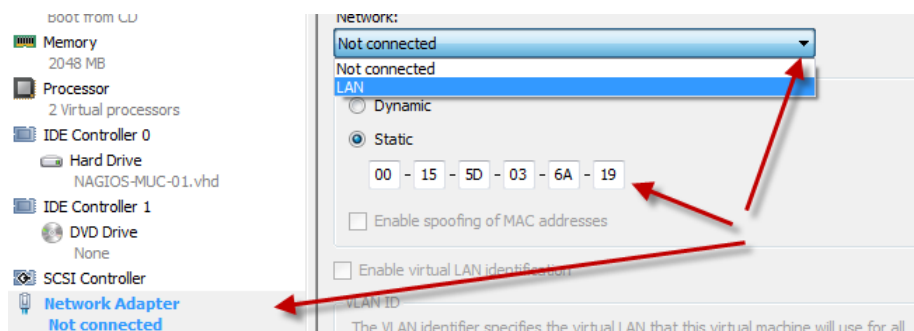 Boot from CD
Memory
2048 MB
Processor
2 Virtual processors
IDE Controller 0
Hard Drive
NAGIOS-MUC-01.vhd
IDE Controller 1
DVD Drive
None
SCSI Controller
Network Adapter
Not connected
Network:
Not connected
Not connected
LAN
Dynamic
Static
00 - 15 - 5D - 03 - 6A - 19
Enable spoofing of MAC addresses
Enable virtual LAN identification
VLAN ID
The VLAN identifier specifies the virtual LAN that this virtual machine will use for all